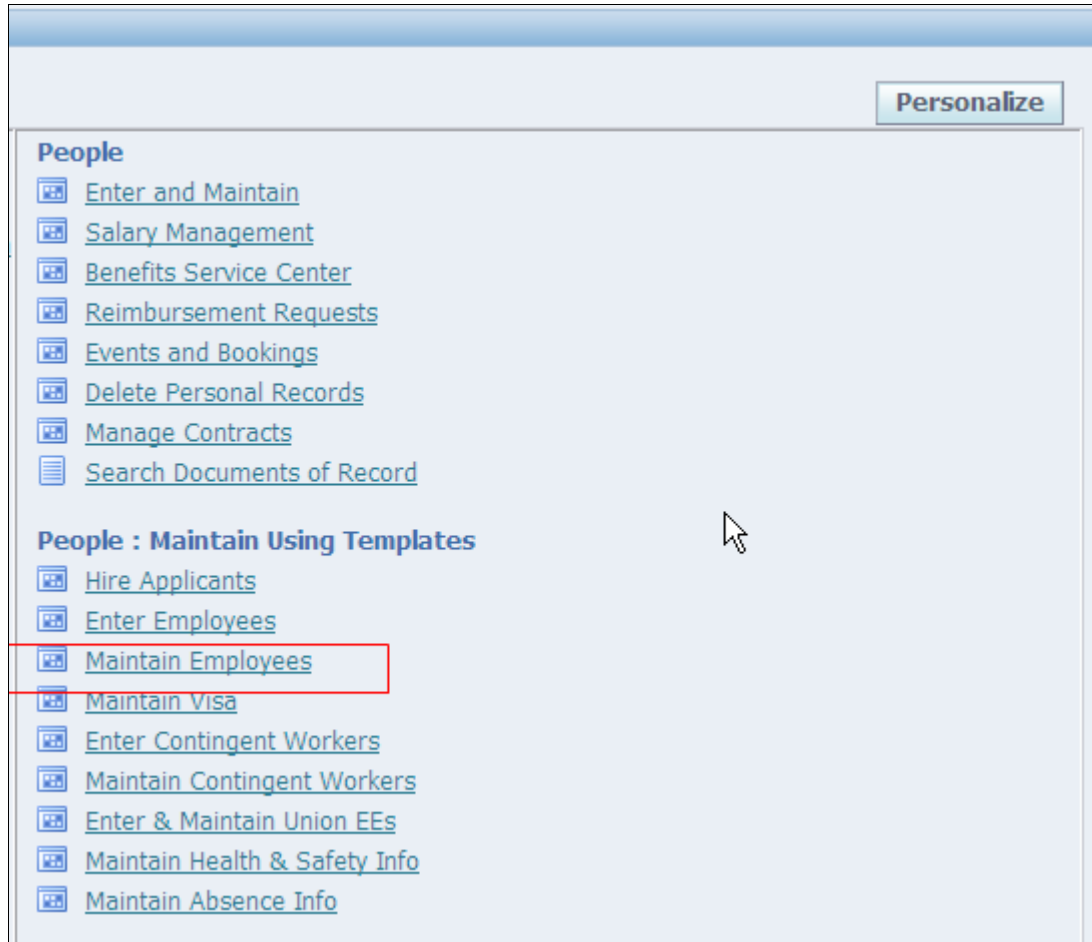 Personalize
People
Enter and Maintain
Salary Management
Benefits Service Center
Reimbursement Requests
Events and Bookings
Delete Personal Records
Manage Contracts
Search Documents of Record
People : Maintain Using Templates
Hire Applicants
Enter Employees
Maintain Employees
Maintain Visa
Enter Contingent Workers
Maintain Contingent Workers
Enter & Maintain Union EEs
Maintain Health & Safety Info
Maintain Absence Info